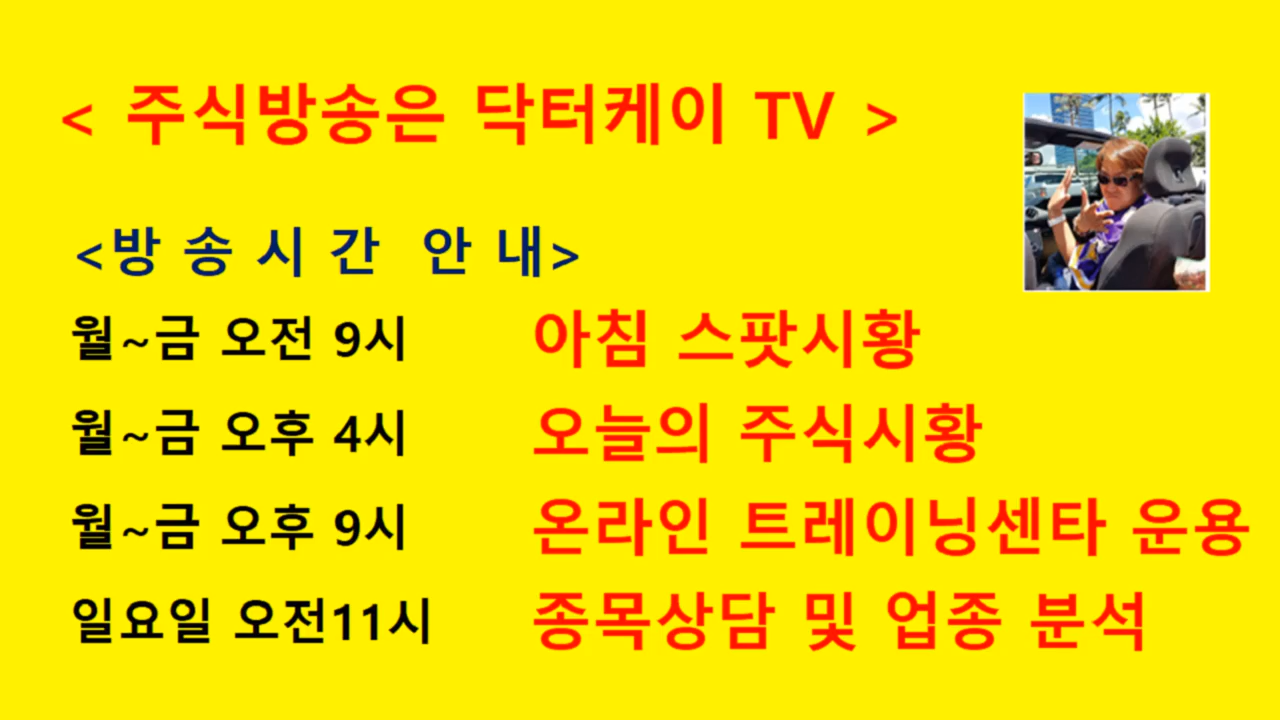 < 주식방송은 닥터케이 TV >
<방 송 시 간 안 내>
월~금 오전 9시 아침 스팟시황
월~금 오후 4시 오늘의 주식시황
월~금 오후 9시 온라인 트레이닝센타 운용
일요일 오전11시 종목상담 및 업종 분석